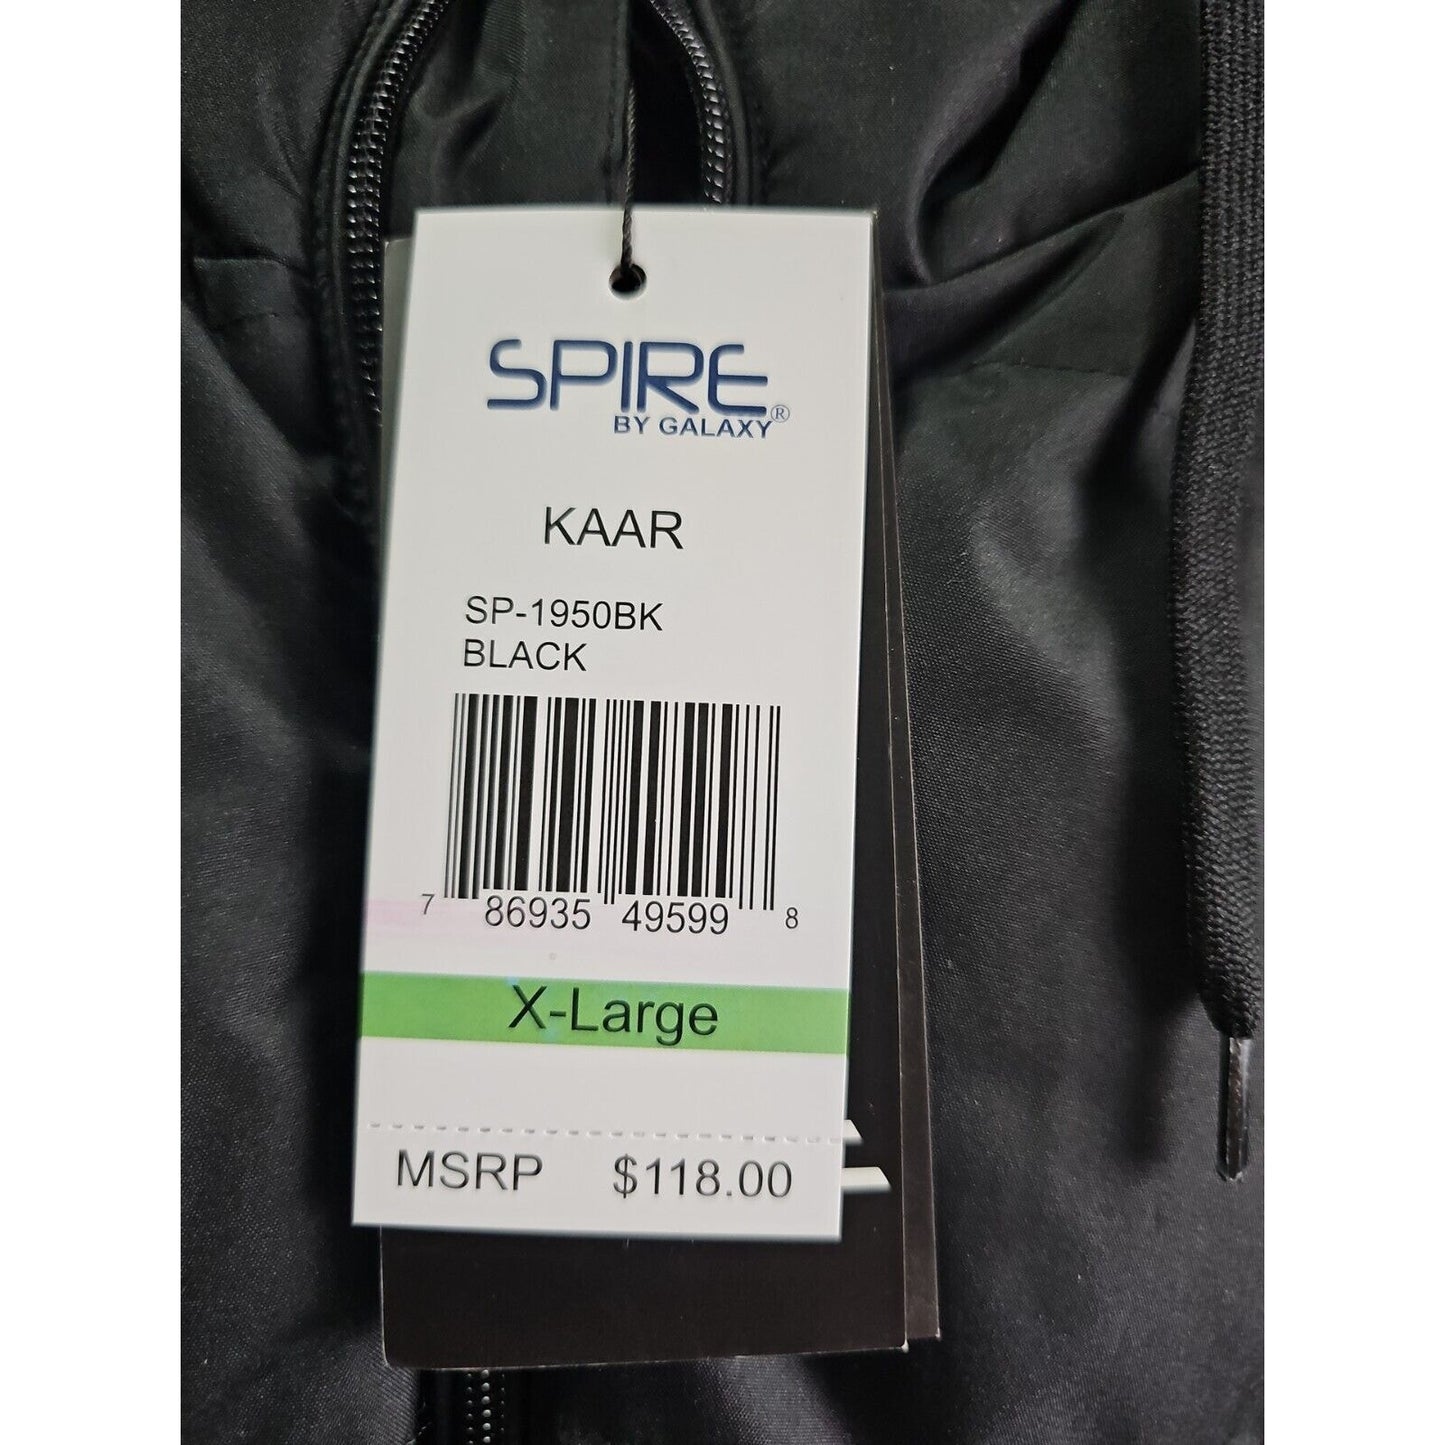 SPIRE®
BY GALAXY
KAAR
SP-1950BK
BLACK
7 86935 49599 8
X-Large
MSRP $118.00